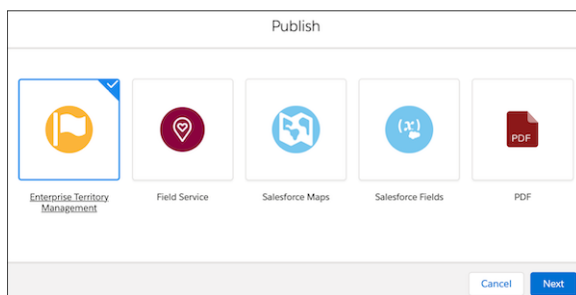 Publish
Enterprise Territory
Management
Field Service
Salesforce Maps
Salesforce Fields
PDF
(x)
PDF
Cancel
Next